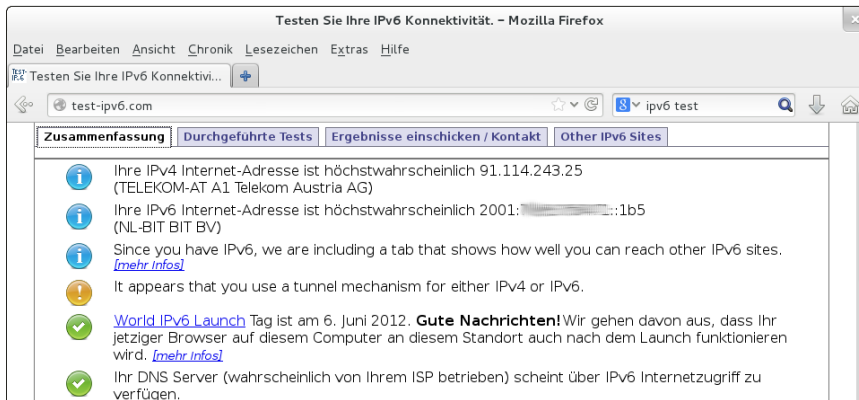 Testen Sie Ihre IPv6 Konnektivität. – Mozilla Firefox
Datei Bearbeiten Ansicht Chronik Lesezeichen Extras Hilfe
Testen Sie Ihre IPv6 Konnektivi...
test-ipv6.com
8 ipv6 test
Zusammenfassung Durchgeführte Tests Ergebnisse einschicken / Kontakt Other IPv6 Sites
Ihre IPv4 Internet-Adresse ist höchstwahrscheinlich 91.114.243.25
(TELEKOM-AT A1 Telekom Austria AG)
Ihre IPv6 Internet-Adresse ist höchstwahrscheinlich 2001: ::1b5
(NL-BIT BIT BV)
Since you have IPv6, we are including a tab that shows how well you can reach other IPv6 sites.
[mehr Infos]
It appears that you use a tunnel mechanism for either IPv4 or IPv6.
World IPv6 Launch Tag ist am 6. Juni 2012. Gute Nachrichten! Wir gehen davon aus, dass Ihr
jetziger Browser auf diesem Computer an diesem Standort auch nach dem Launch funktionieren
wird. [mehr Infos]
Ihr DNS Server (wahrscheinlich von Ihrem ISP betrieben) scheint über IPv6 Internetzugriff zu
verfügen.